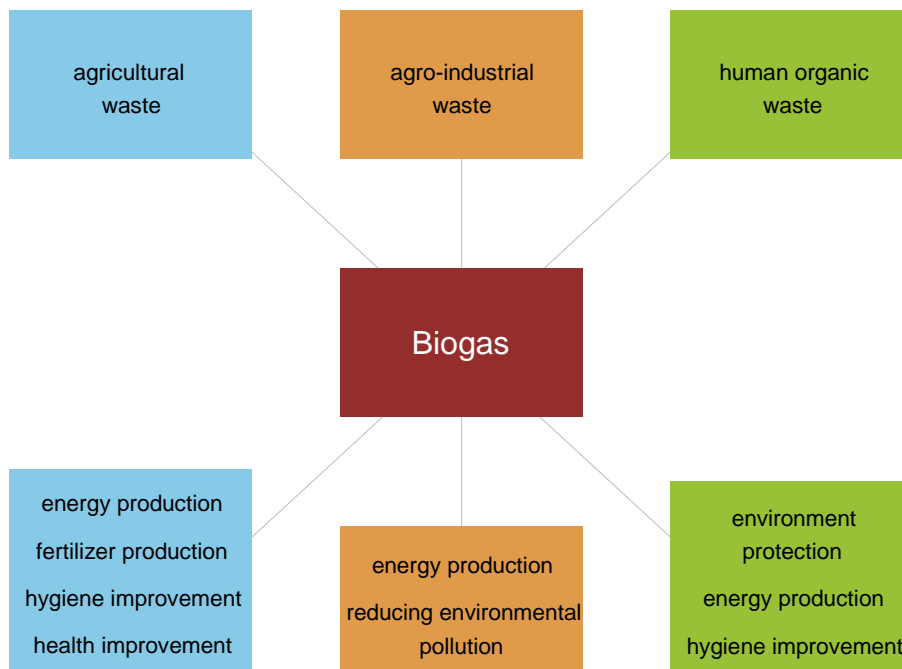 agricultural
waste
agro-industrial
waste
human organic
waste
Biogas
energy production
fertilizer production
hygiene improvement
health improvement
energy production
reducing environmental
pollution
environment
protection
energy production
hygiene improvement